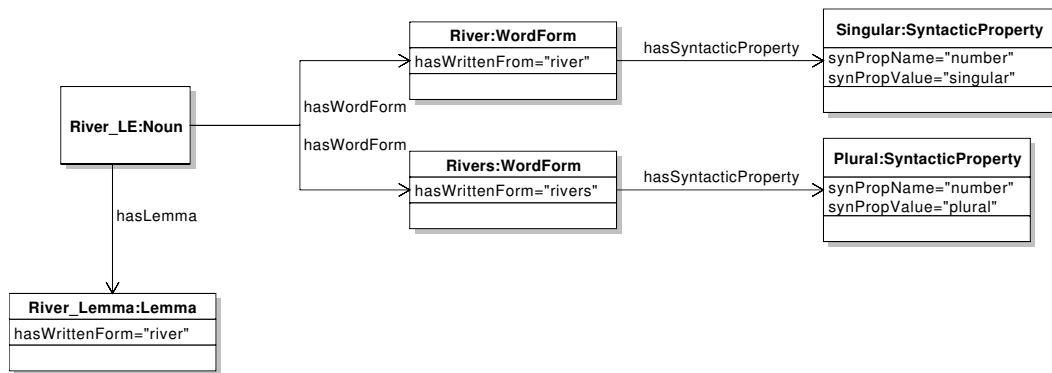 River:WordForm
hasWrittenFrom="river"
hasSyntacticProperty
Singular:SyntacticProperty
synPropName="number"
synPropValue="singular"
River_LE:Noun
hasWordForm
hasWordForm
Rivers:WordForm
hasWrittenForm="rivers"
hasSyntacticProperty
Plural:SyntacticProperty
synPropName="number"
synPropValue="plural"
hasLemma
River_Lemma:Lemma
hasWrittenForm="river"